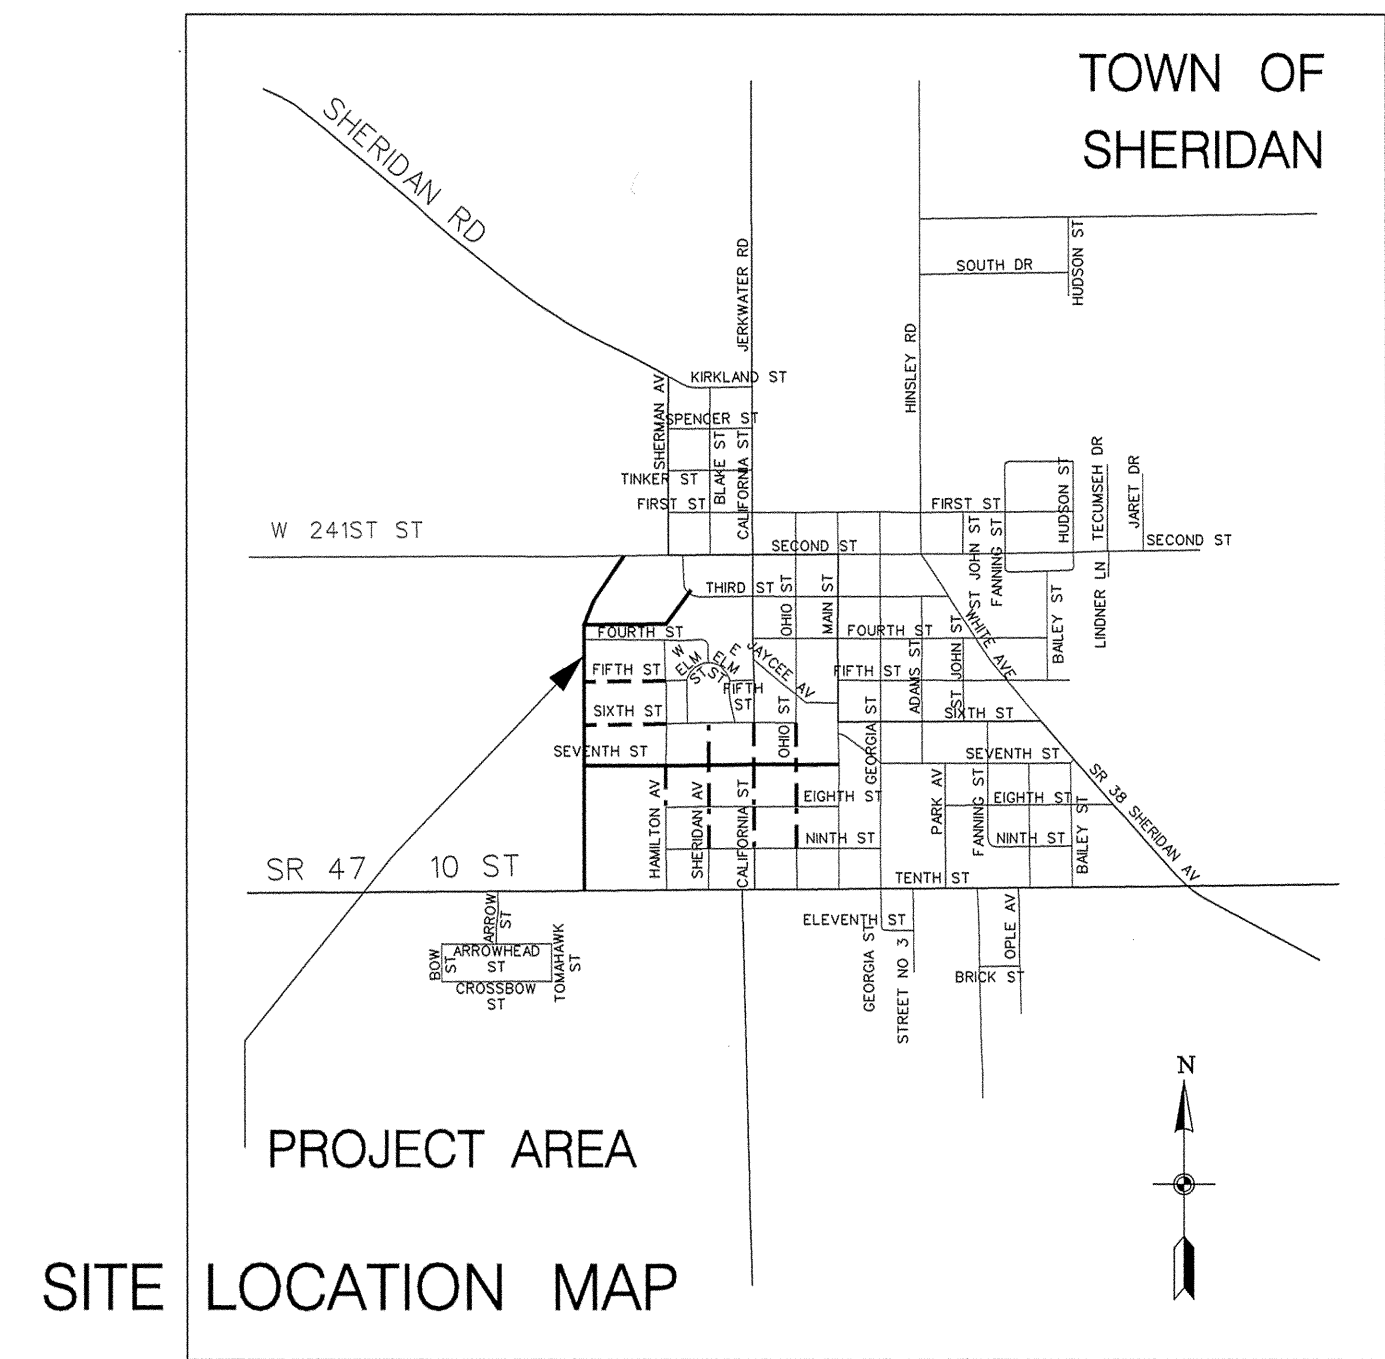 TOWN OF
SHERIDAN
SHERIDAN RD
JERKWATER RD
HUDSON ST
SOUTH DR
HINSLEY RD
KIRKLAND ST
SHERMAN AV
SPENCER ST
BLAKE ST
CALIFORNIA ST
TINKER ST
FIRST ST
FIRST ST
HUDSON ST
TECUMSEH DR
JARET DR
W 241ST ST
SECOND ST
ST JOHN ST
FANNING ST
SECOND ST
THIRD ST
OHIO ST
MAIN ST
LINDNER LN
BAILEY ST
FOURTH ST
W
ELM
ST
E
ELM
ST
JAYCEE AV
FOURTH ST
WHITE AVE
FIFTH ST
FIFTH
ST
FIFTH ST
ADAMS ST
ST JOHN ST
SIXTH ST
OHIO ST
GEORGIA ST
SIXTH ST
SEVENTH ST
SEVENTH ST
SR 38 SHERIDAN AV
HAMILTON AV
SHERIDAN AV
CALIFORNIA ST
EIGHTH ST
PARK AV
FANNING ST
EIGHTH ST
BAILEY ST
NINTH ST
NINTH ST
SR 47
10 ST
TENTH ST
ARROW
ST
ELEVENTH ST
GEORGIA ST
STREET NO 3
OPLE AV
BOW
ST
ARROWHEAD
ST
TOMAHAWK
ST
CROSSBOW
ST
BRICK ST
N
PROJECT AREA
SITE LOCATION MAP